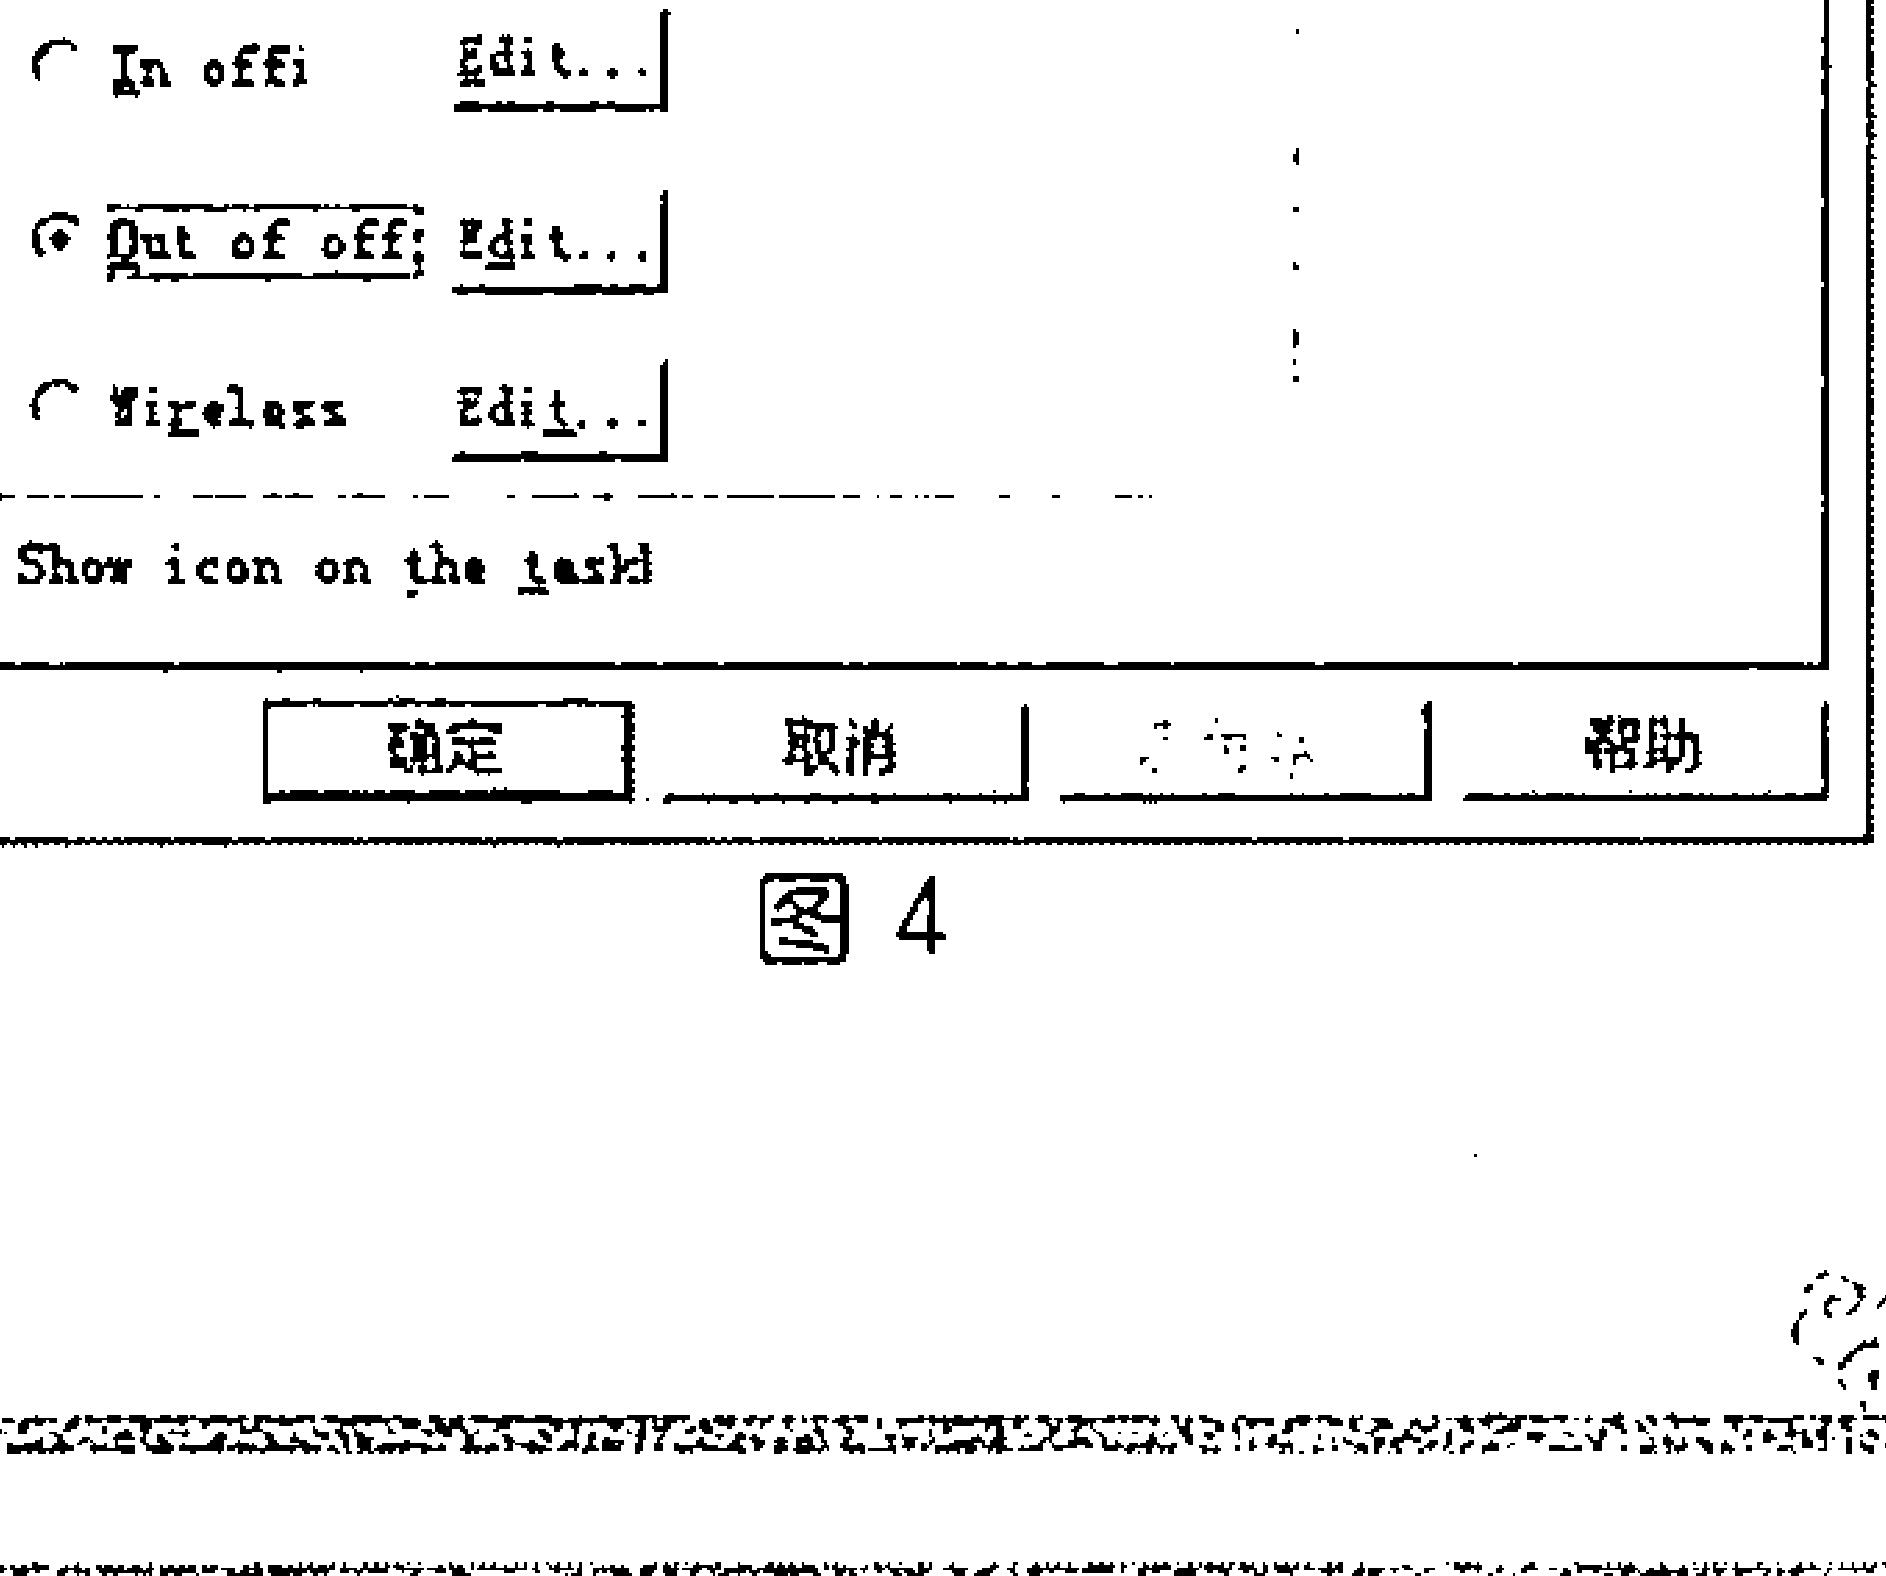 In offi Edit...
Out of off Edit...
Wireless Edit...
Show icon on the task
确定 取消 帮助
图 4